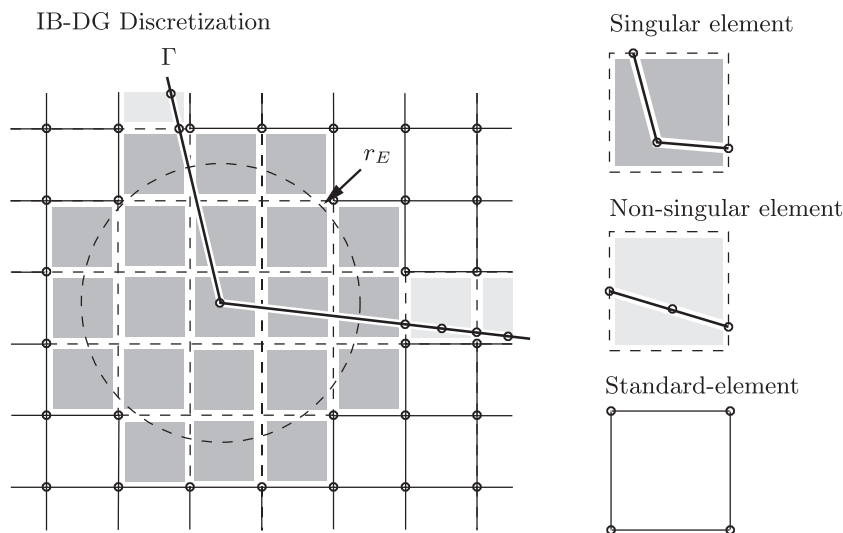 IB-DG Discretization
Γ
r_E
Singular element
Non-singular element
Standard-element